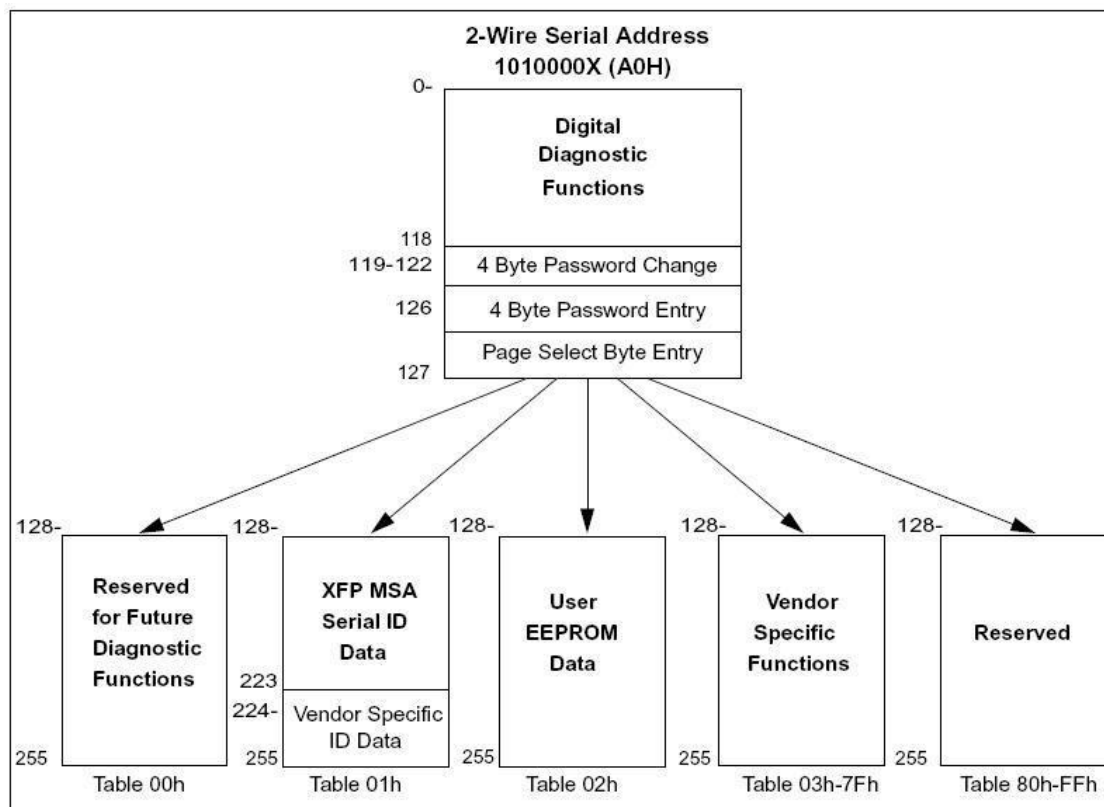 2-Wire Serial Address
1010000X (A0H)
0-
Digital
Diagnostic
Functions
118
119-122
4 Byte Password Change
126
4 Byte Password Entry
Page Select Byte Entry
127
128-
Reserved
for Future
Diagnostic
Functions
255
Table 00h
128-
XFP MSA
Serial ID
Data
223
224-
Vendor Specific
ID Data
255
Table 01h
128-
User
EEPROM
Data
255
Table 02h
128-
Vendor
Specific
Functions
255
Table 03h-7Fh
128-
Reserved
255
Table 80h-FFh